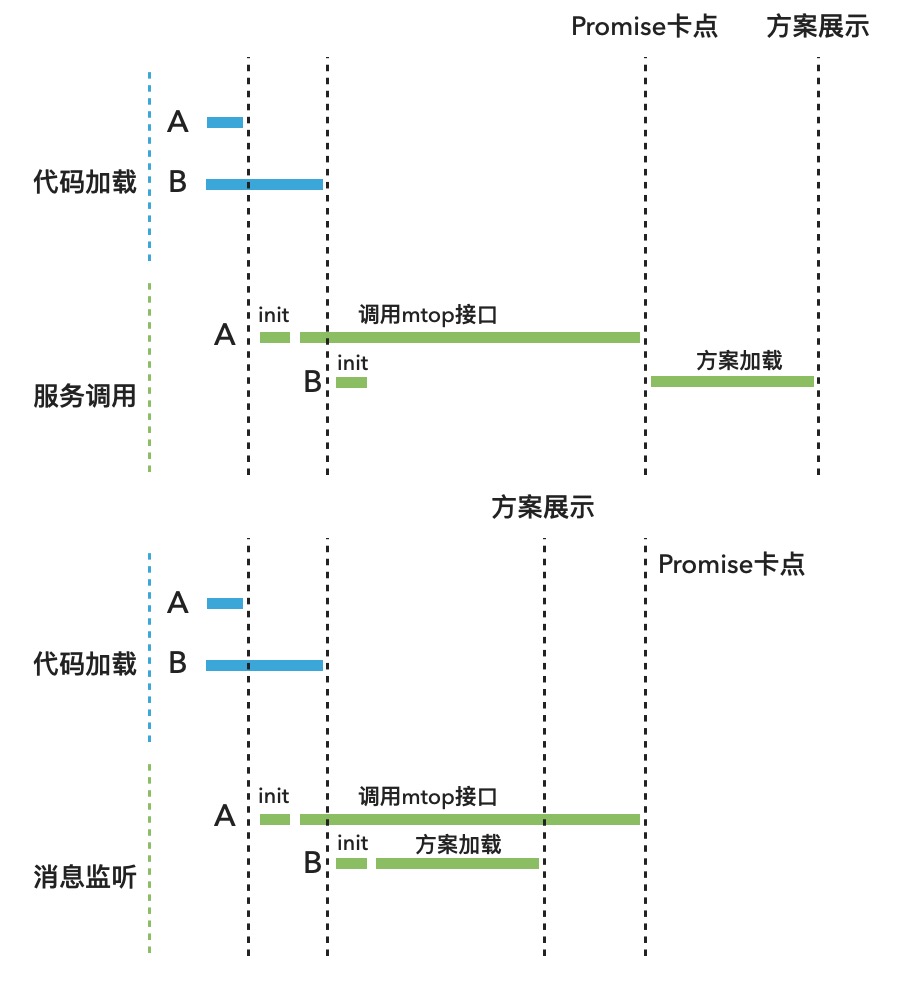 Promise卡点 方案展示
A
代码加载 B
init 调用mtop接口
A
init 方案加载
B
服务调用
方案展示
Promise卡点
A
代码加载 B
init 调用mtop接口
A
init 方案加载
B
消息监听